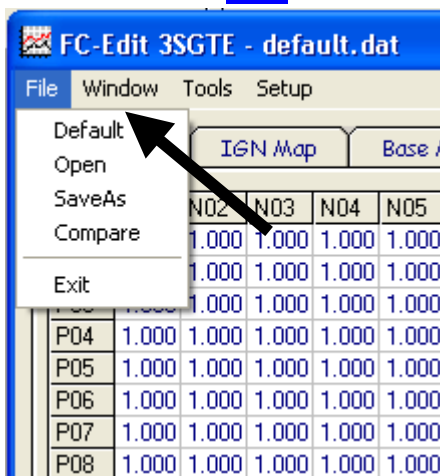 FC-Edit 3SGTE - default.dat
File Window Tools Setup
Default
Open
SaveAs
Compare
Exit
IGN Map Base
N02 N03 N04 N05
1.000 1.000 1.000 1.000
1.000 1.000 1.000 1.000
1.000 1.000 1.000 1.000 1.000
P04 1.000 1.000 1.000 1.000 1.000
P05 1.000 1.000 1.000 1.000 1.000
P06 1.000 1.000 1.000 1.000 1.000
P07 1.000 1.000 1.000 1.000 1.000
P08 1.000 1.000 1.000 1.000 1.000